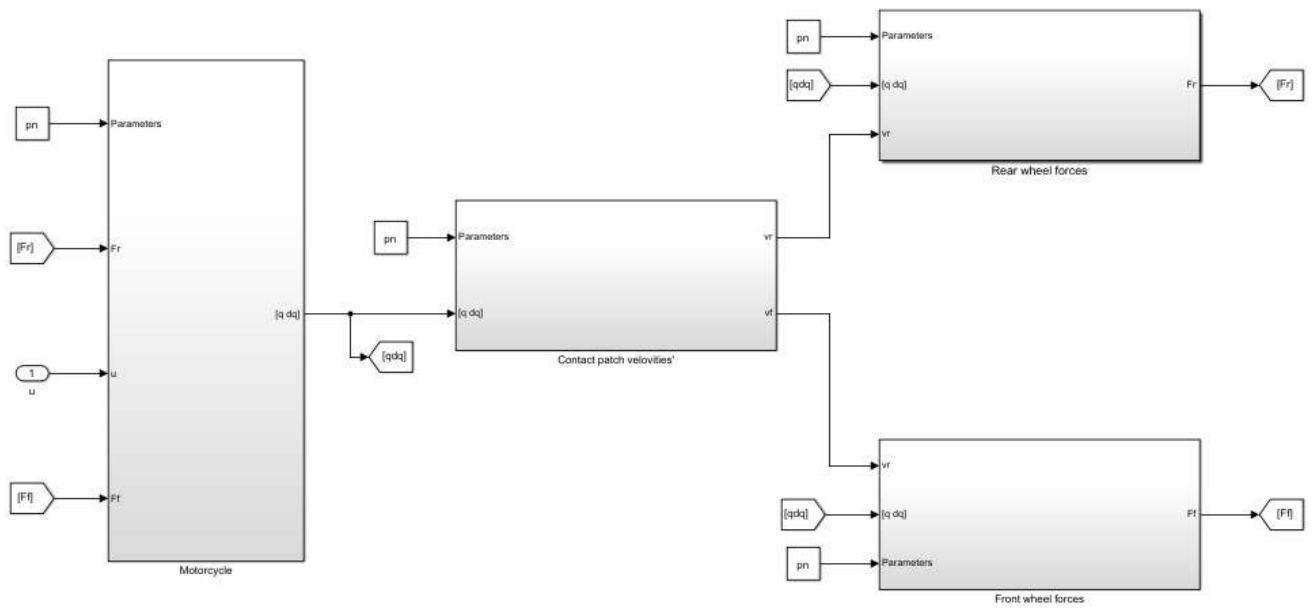 pn
Parameters
[q dq]
[qdq]
vr
Fr
[Fr]
Rear wheel forces
pn
Parameters
[Fr]
Fr
1
u
u
[Ff]
Ff
[q dq]
Motorcycle
[qdq]
pn
Parameters
[q dq]
vr
vf
Contact patch velovities'
vr
[qdq]
[q dq]
pn
Parameters
Ff
[Ff]
Front wheel forces